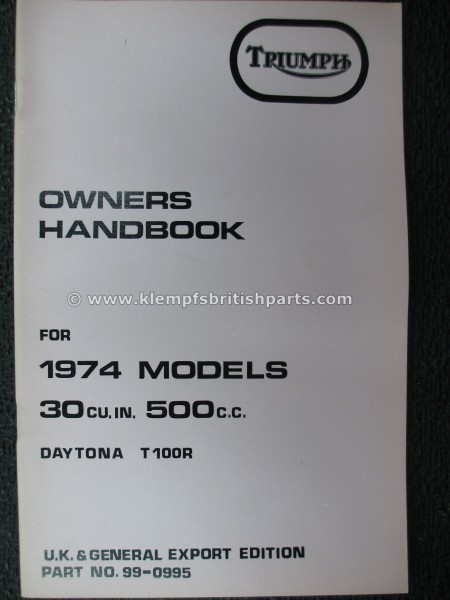 TRIUMPH
OWNERS
HANDBOOK
© www.klempfsbritishparts.com
FOR
1974 MODELS
30 CU. IN. 500 C.C.
DAYTONA T100R
U.K. & GENERAL EXPORT EDITION
PART NO. 99-0995